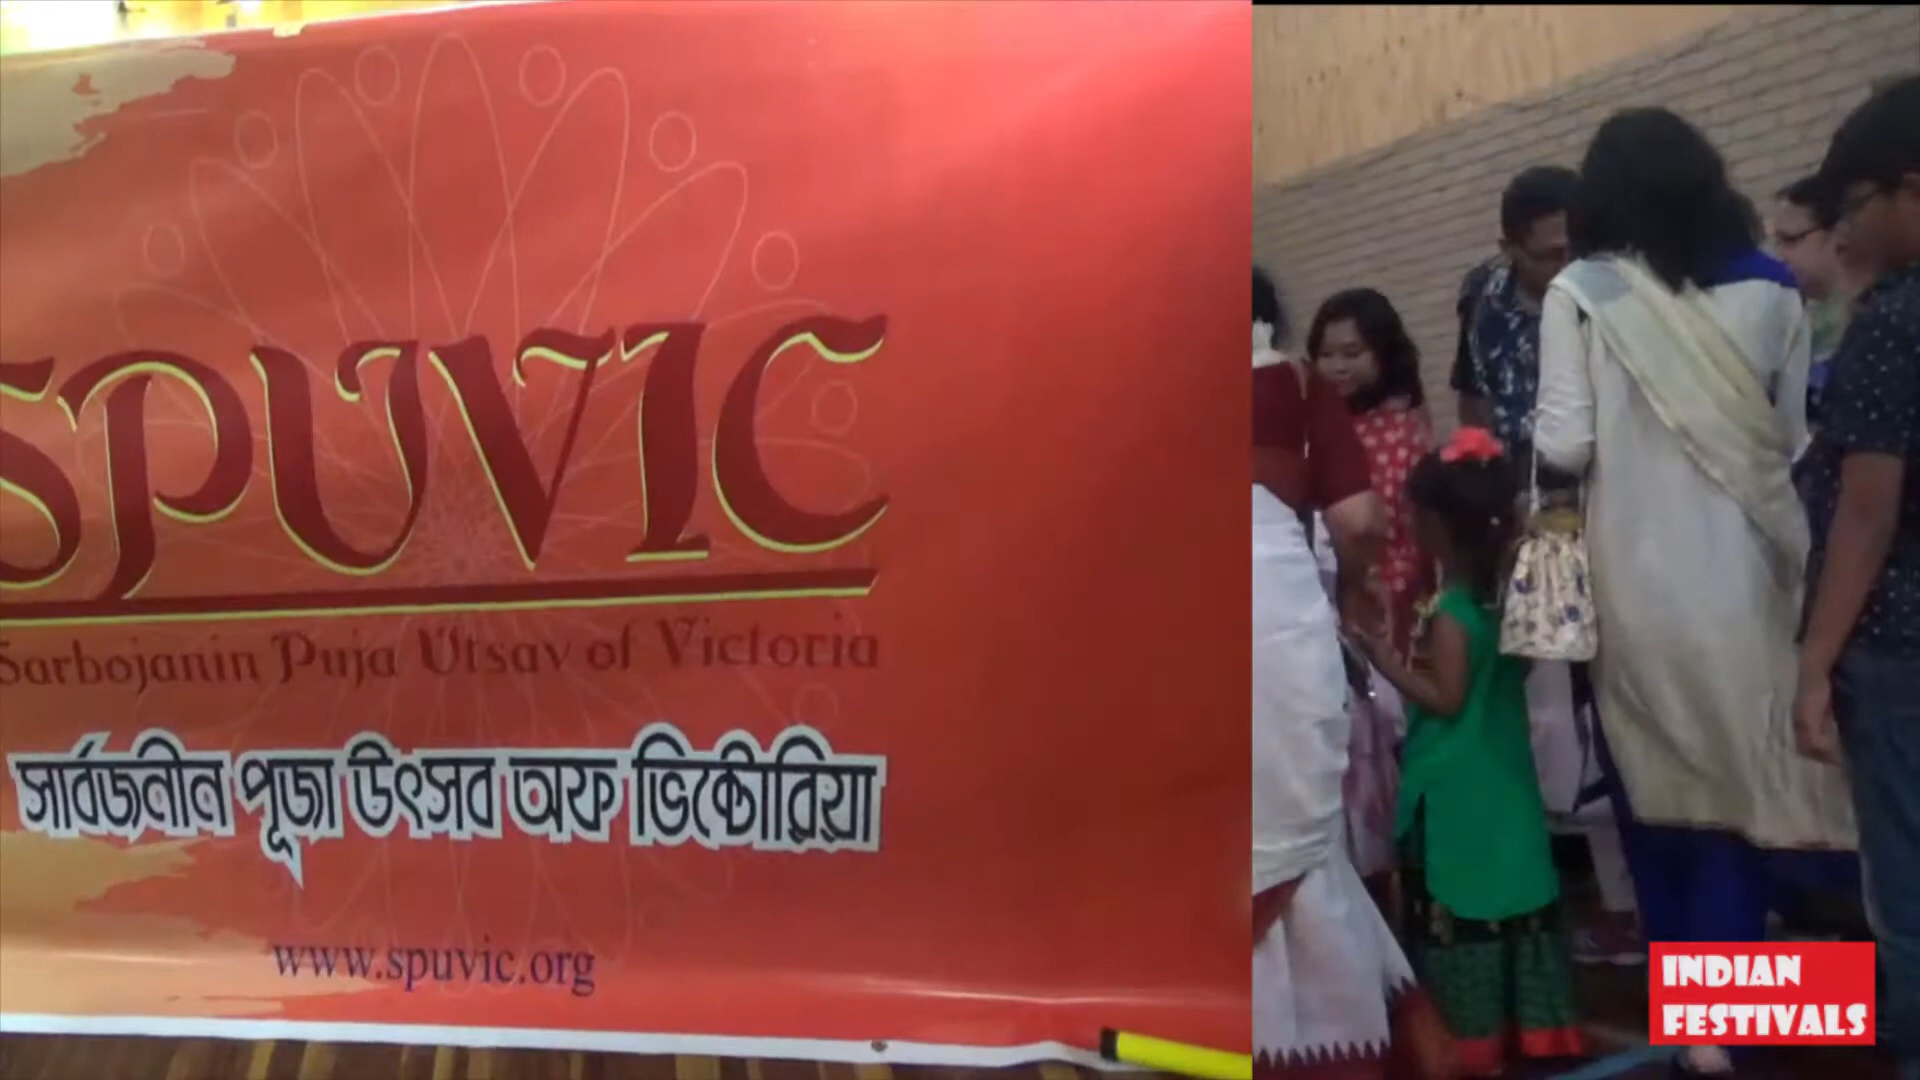 SPUVIC
Sarbojanin Puja Utsav of Victoria
সার্বজনীন পূজা উৎসব অফ ভিক্টোরিয়া
www.spuvic.org
INDIAN
FESTIVALS